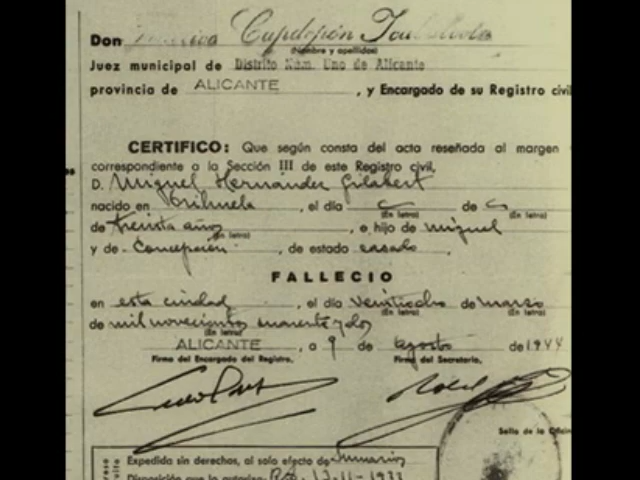 Don
(Nombre y apellidos)
Juez municipal de Distrito Núm. Uno de Alicante
provincia de ALICANTE , y Encargado de su Registro civil
CERTIFICO: Que según consta del acta reseñada al margen
correspondiente a la Sección III de este Registro civil,
D. Miguel Hernández Gilabert
nacido en Orihuela , el día de
(En letra) (En letra)
de treinta años , e hijo de Miguel
(En letra)
y de Concepción , de estado casado ,
FALLECIO
en esta ciudad , el día veintiocho de marzo
(En letra) (En letra)
de mil novecientos cuarenta y dos
(En letra)
ALICANTE , a 9 de agosto de 1944
Firma del Encargado del Registro, Firma del Secretario,
Sello de la Oficin
Expedida sin derechos, al solo efecto de